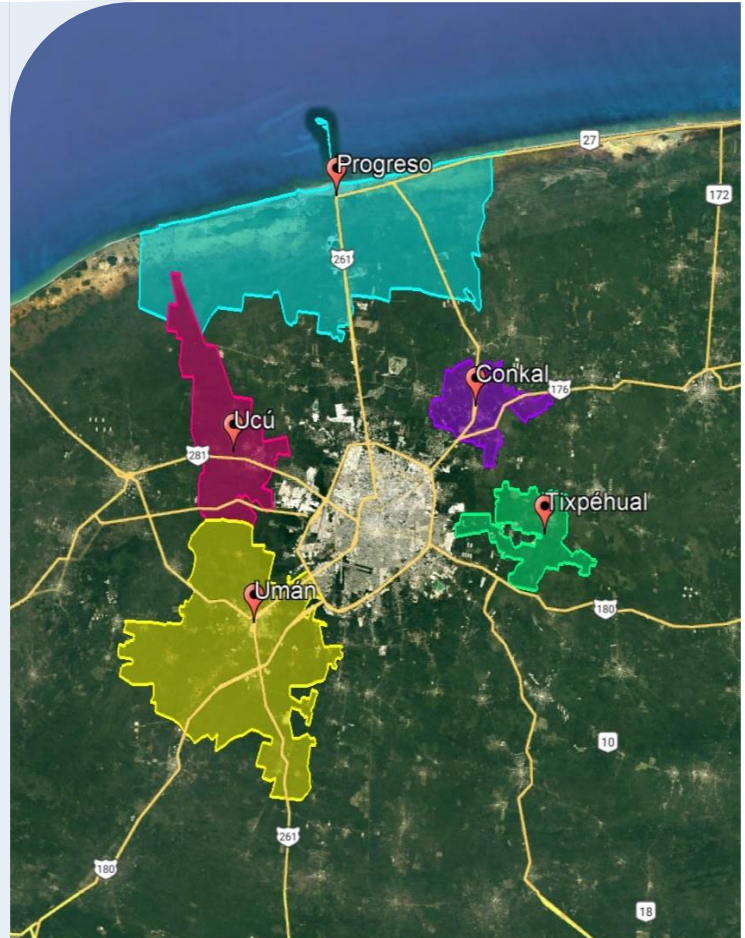 27
Progreso
172
261
Conkal
176
Ucú
281
Tixpéhual
Umán
180
10
261
180
18